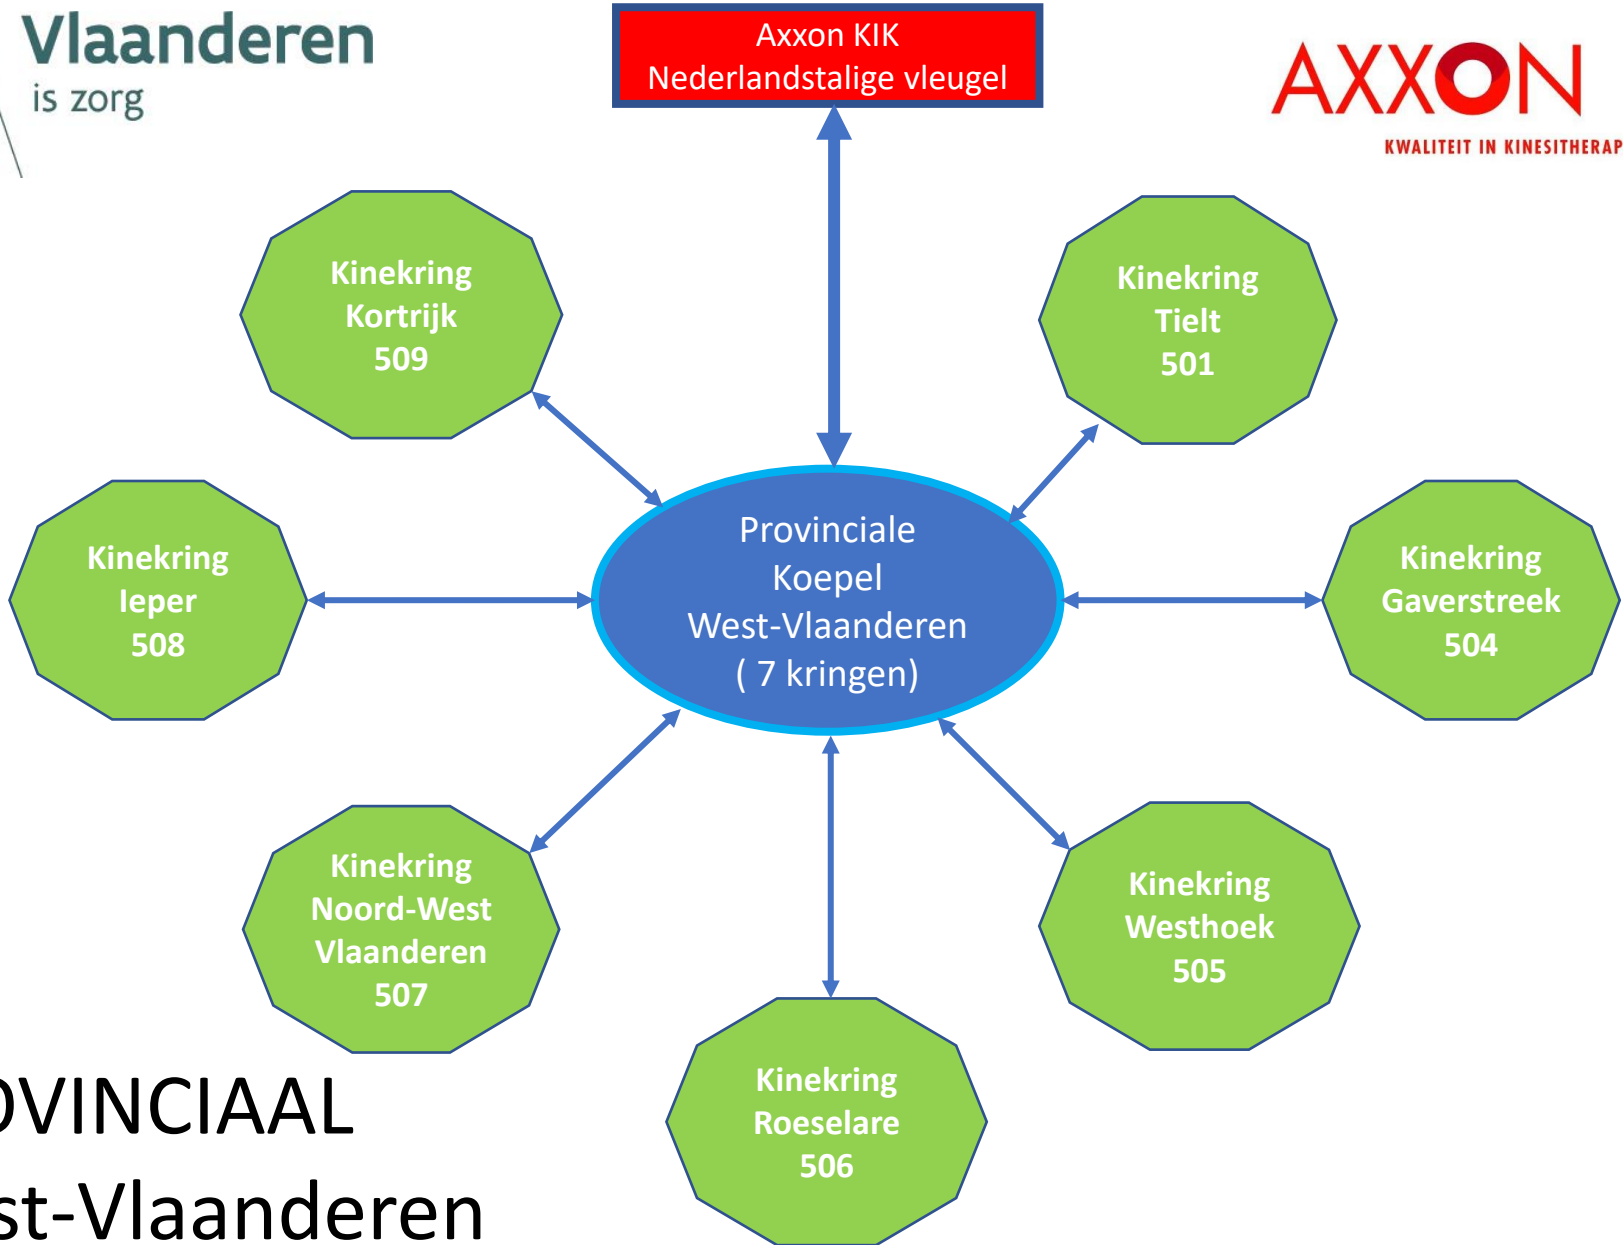 Vlaanderen
is zorg
Axxon KIK
Nederlandstalige vleugel
AXXON
KWALITEIT IN KINESITHERAP
Kinekring
Kortrijk
509
Kinekring
Tielt
501
Kinekring
Ieper
508
Provinciale
Koepel
West-Vlaanderen
( 7 kringen)
Kinekring
Gaverstreek
504
Kinekring
Noord-West
Vlaanderen
507
Kinekring
Westhoek
505
Kinekring
Roeselare
506
OVINCIAAL
st-Vlaanderen